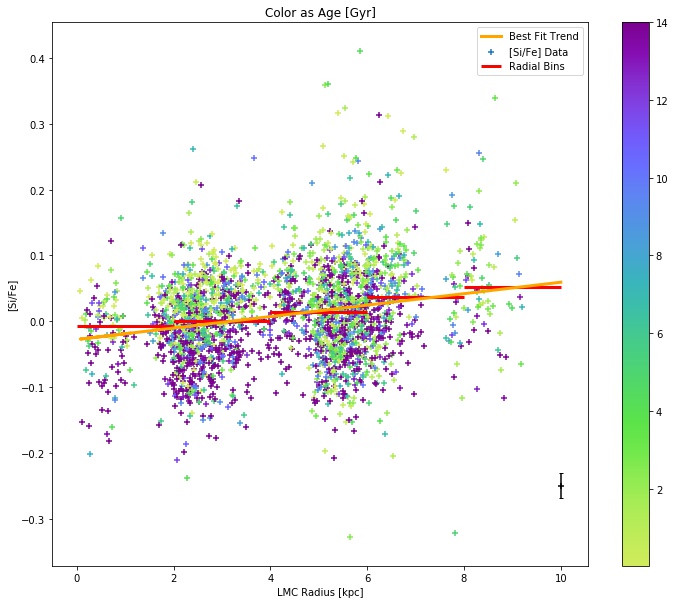 Color as Age [Gyr]
Best Fit Trend
[Si/Fe] Data
Radial Bins
[Si/Fe]
0.4
0.3
0.2
0.1
0.0
−0.1
−0.2
−0.3
0 2 4 6 8 10
LMC Radius [kpc]
14
12
10
8
6
4
2